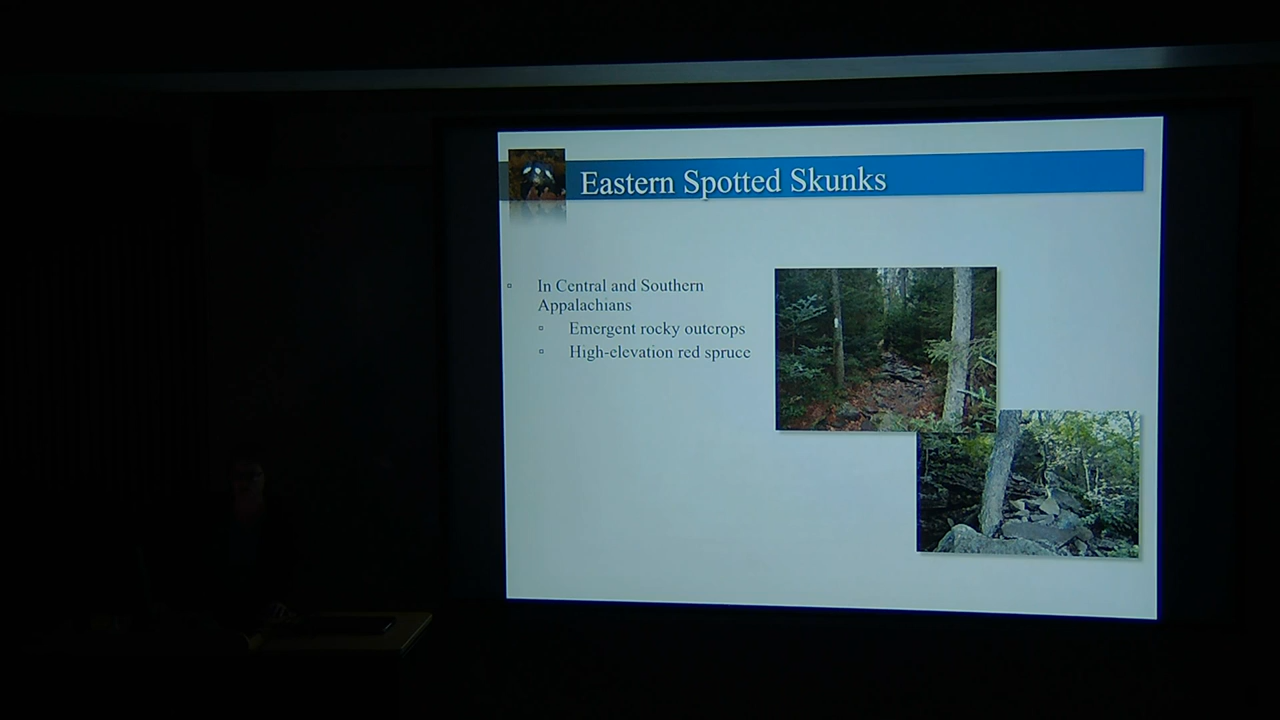 Eastern Spotted Skunks
In Central and Southern
Appalachians
Emergent rocky outcrops
High-elevation red spruce